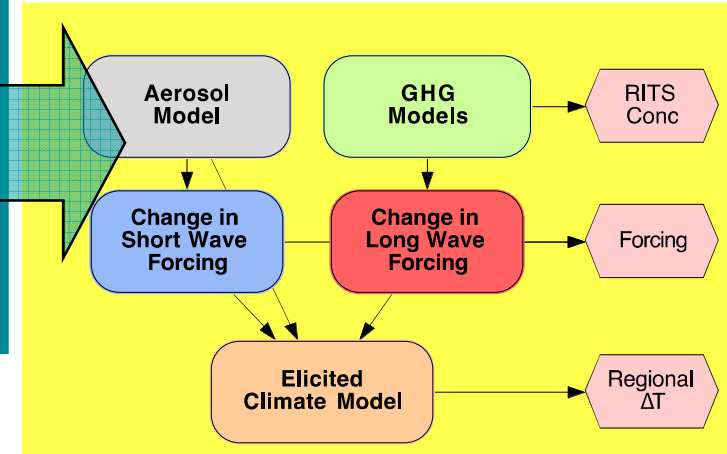 Aerosol
Model
GHG
Models
RITS
Conc
Change in
Short Wave
Forcing
Change in
Long Wave
Forcing
Forcing
Elicited
Climate Model
Regional
ΔT